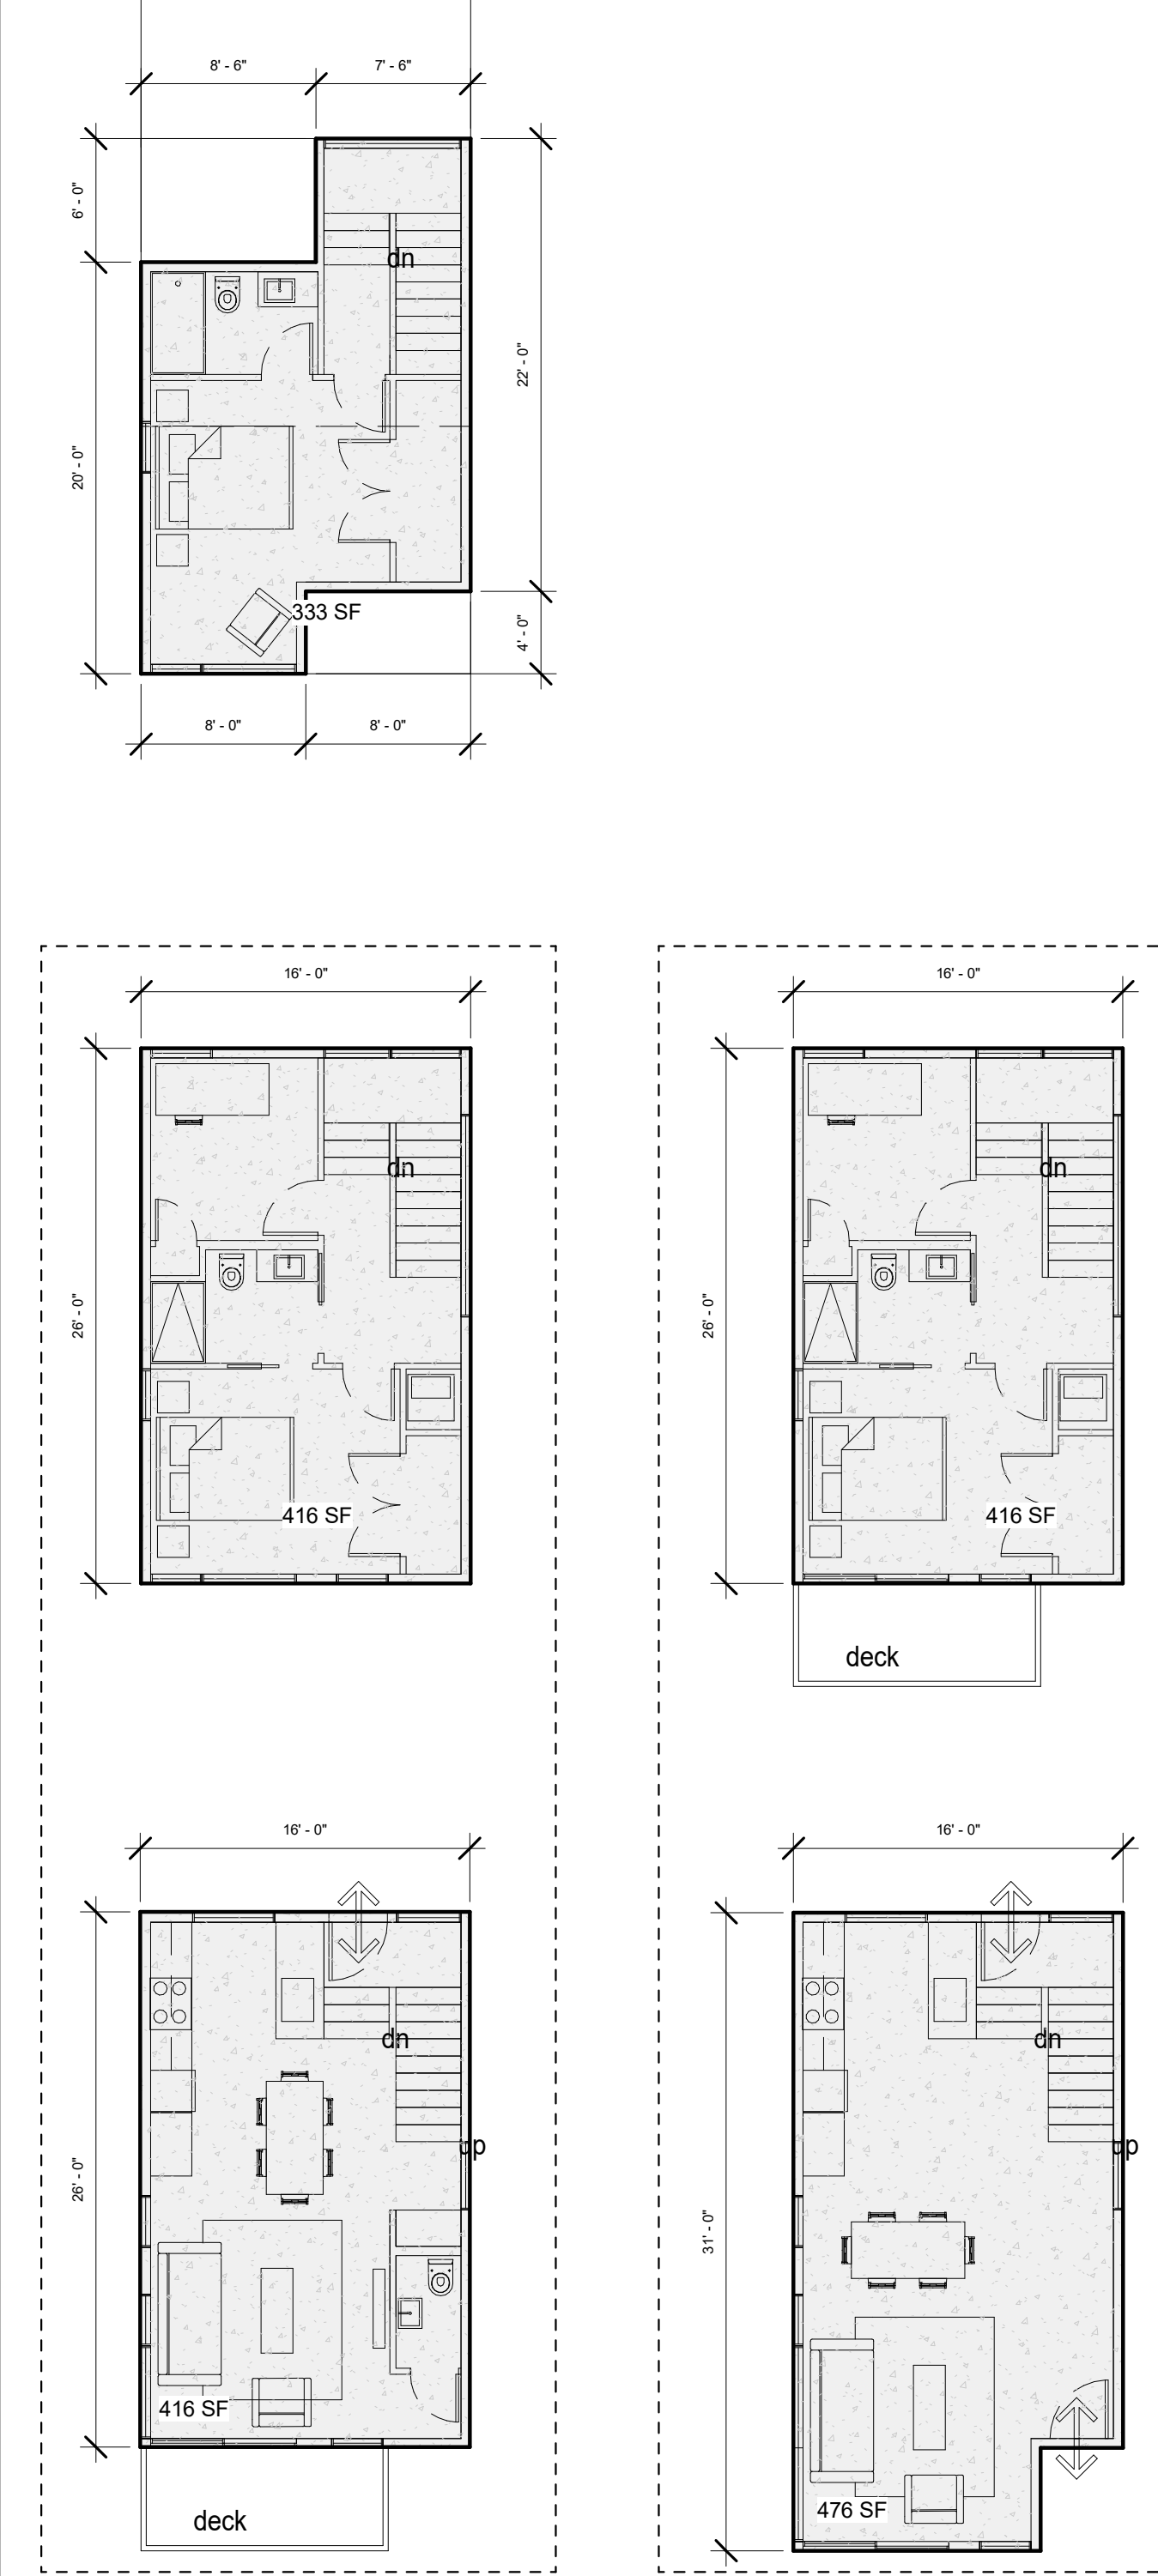 8' - 6"
7' - 6"
6' - 0"
dn
22' - 0"
20' - 0"
333 SF
4' - 0"
8' - 0"
8' - 0"
16' - 0"
16' - 0"
dn
dn
26' - 0"
26' - 0"
416 SF
416 SF
deck
16' - 0"
16' - 0"
dn
dn
up
up
26' - 0"
31' - 0"
416 SF
476 SF
deck